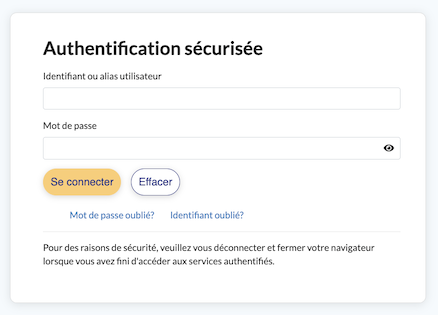 Authentification sécurisée
Identifiant ou alias utilisateur
Mot de passe
Se connecter Effacer
Mot de passe oublié? Identifiant oublié?
Pour des raisons de sécurité, veuillez vous déconnecter et fermer votre navigateur
lorsque vous avez fini d'accéder aux services authentifiés.